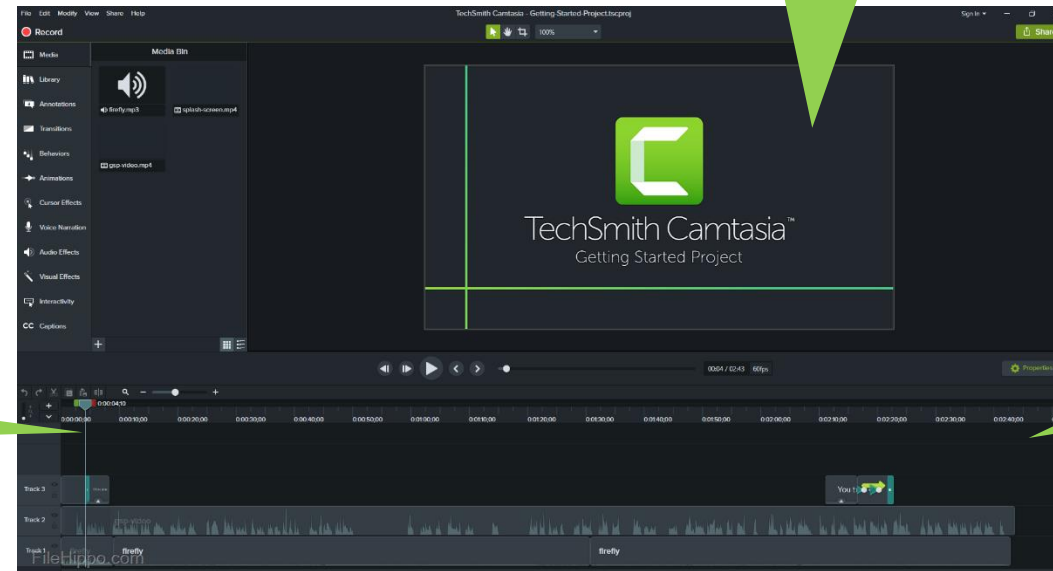 File Edit Modify View Share Help
TechSmith Camtasia - Getting-Started-Project.tscproj
Sign In
Record
100%
Share
Media
Library
Annotations
Transitions
Behaviors
Animations
Cursor Effects
Voice Narration
Audio Effects
Visual Effects
Interactivity
CC Captions
Media Bin
firefly.mp3
splash-screen.mp4
gsp-video.mp4
TechSmith Camtasia™
Getting Started Project
00:04 / 02:43 60fps
Properties
0:00:04;10
0:00:00;00 0:00:10;00 0:00:20;00 0:00:30;00 0:00:40;00 0:00:50;00 0:01:00;00 0:01:10;00 0:01:20;00 0:01:30;00 0:01:40;00 0:01:50;00 0:02:00;00 0:02:10;00 0:02:20;00 0:02:30;00 0:02:40;00
Track 3
You
Track 2
gsp-video
Track 1
firefly
firefly
firefly
FileHippo.com